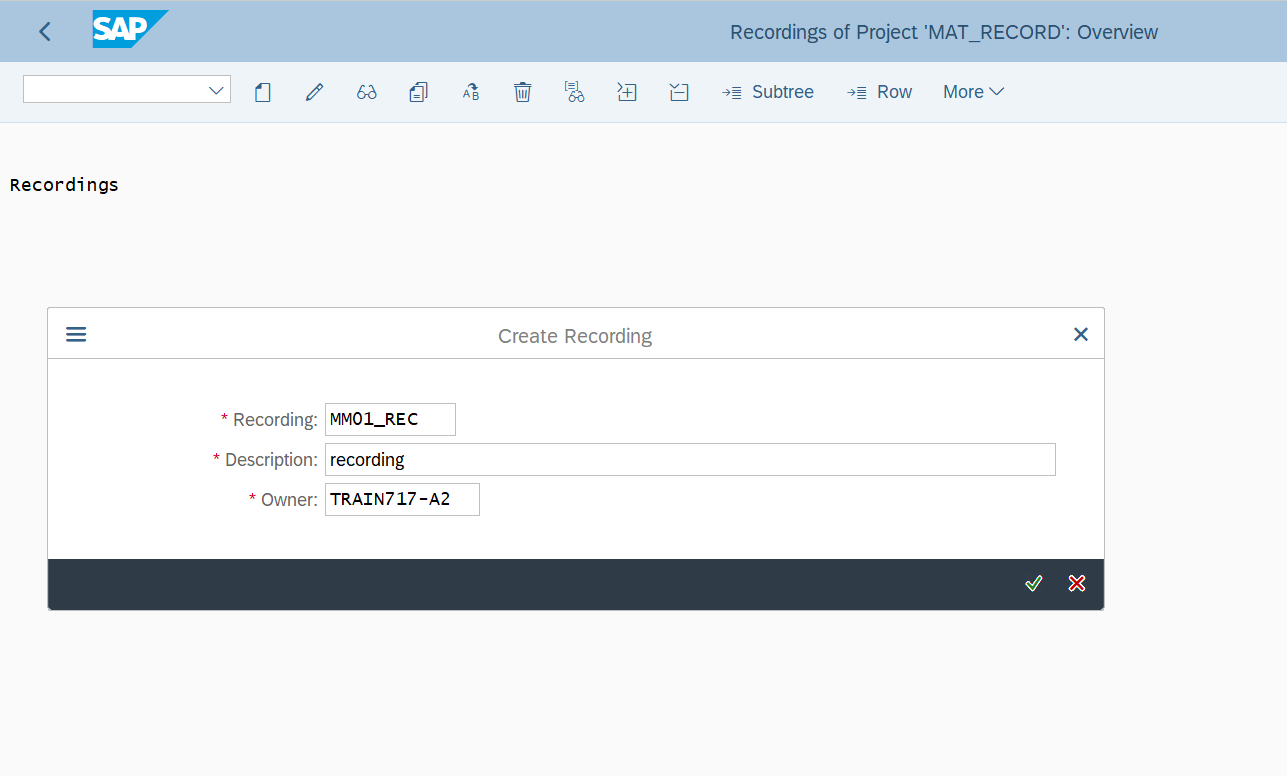 SAP
Recordings of Project 'MAT_RECORD': Overview
A B
Subtree
Row
More
Recordings
Create Recording
* Recording: MM01_REC
* Description: recording
* Owner: TRAIN717-A2